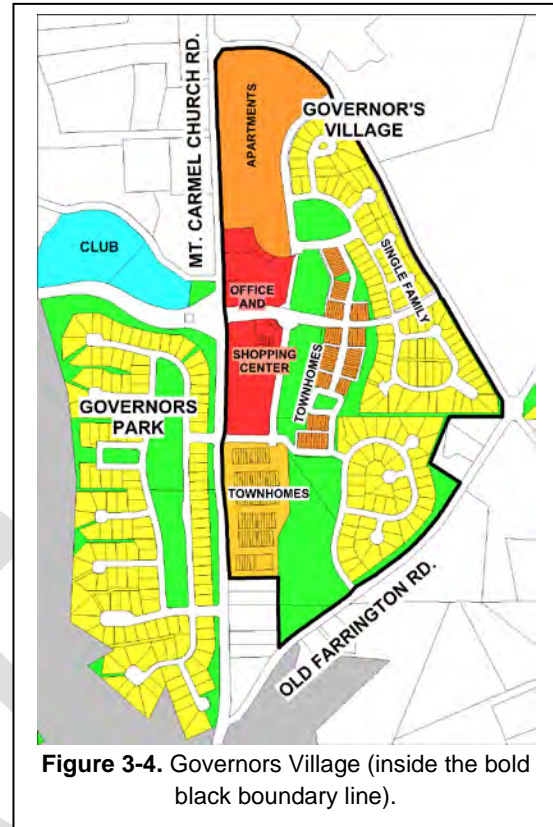 MT. CARMEL CHURCH RD.
APARTMENTS
GOVERNOR'S
VILLAGE
CLUB
SINGLE FAMILY
OFFICE
AND
SHOPPING
CENTER
TOWNHOMES
GOVERNORS
PARK
TOWNHOMES
OLD FARRINGTON RD.
Figure 3-4. Governors Village (inside the bold
black boundary line).